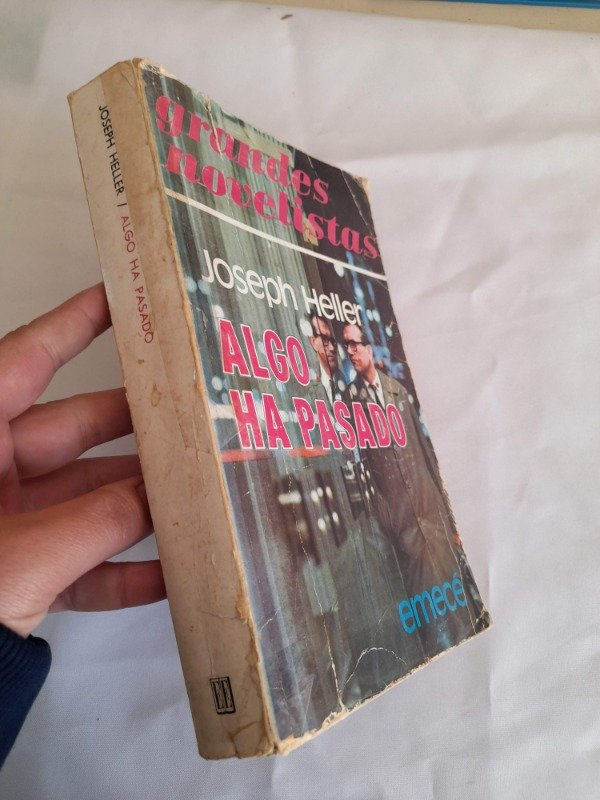 JOSEPH HELLER / ALGO HA PASADO
grandes
novelistas
Joseph Heller
ALGO
HA PASADO
emecé